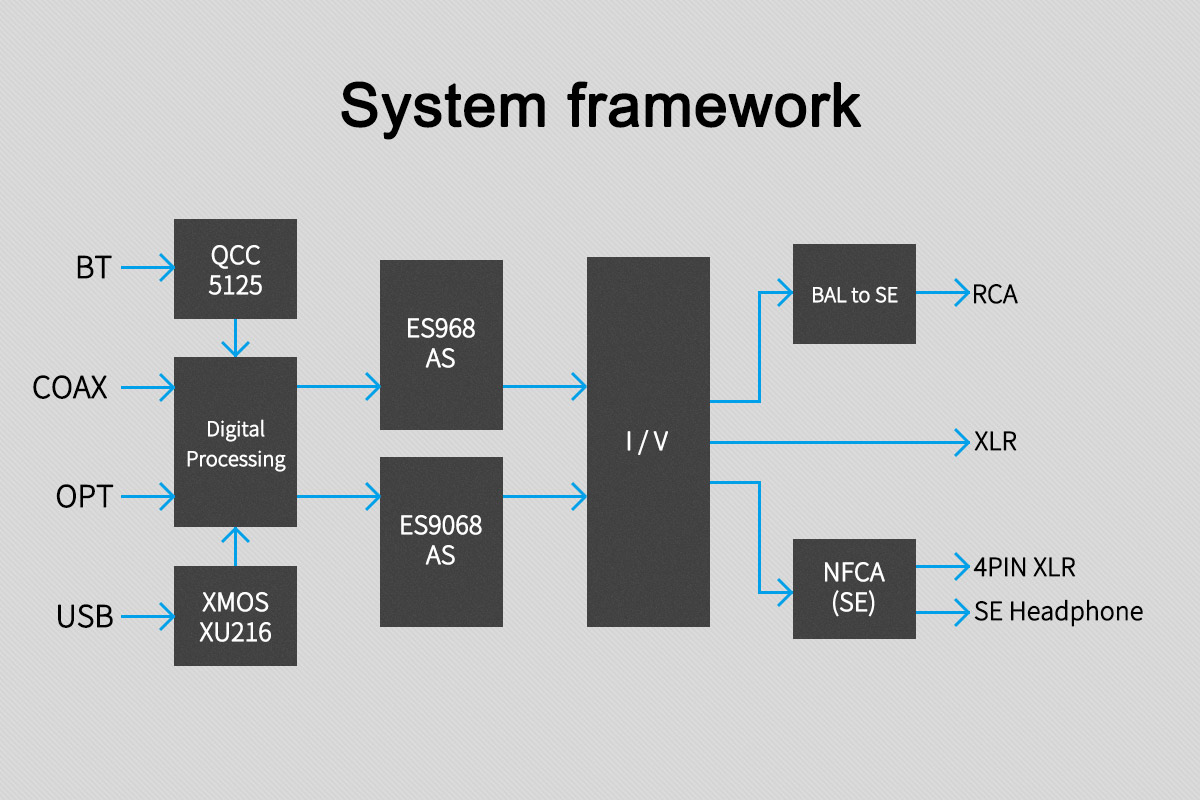 System framework
BT
QCC
5125
COAX
Digital
Processing
OPT
USB
XMOS
XU216
ES968
AS
ES9068
AS
I / V
BAL to SE
RCA
XLR
NFCA
(SE)
4PIN XLR
SE Headphone